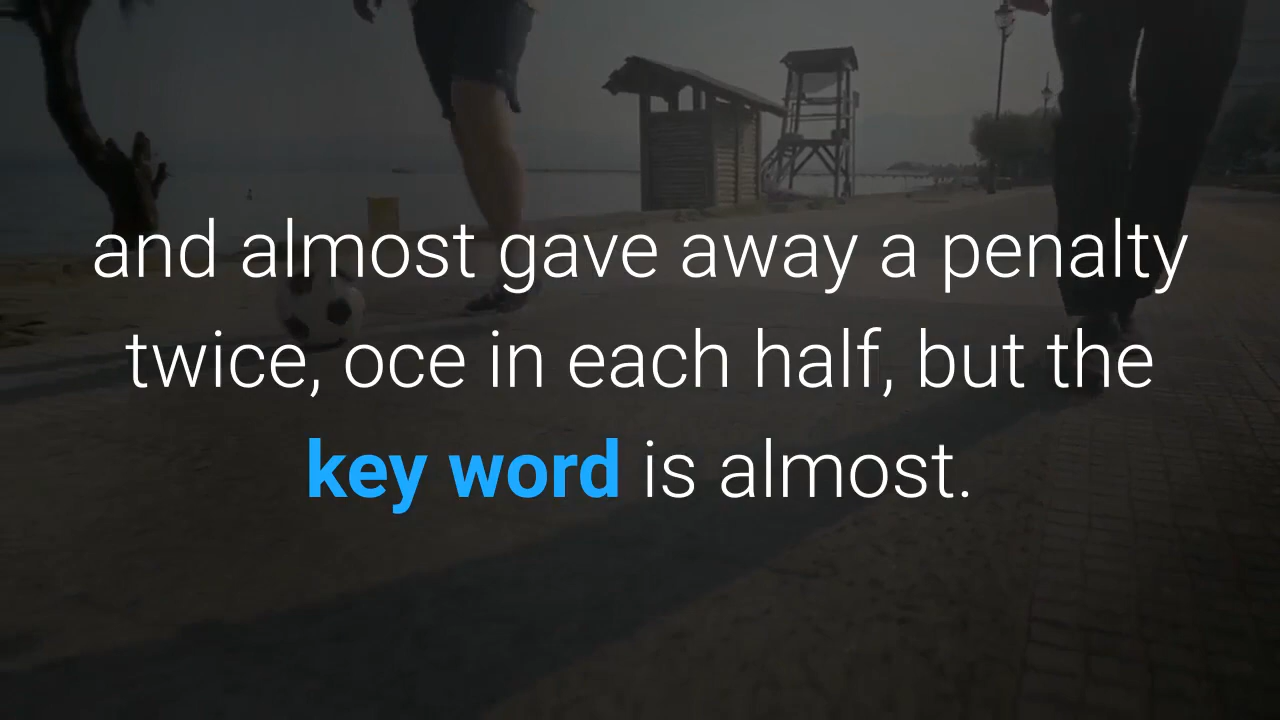 and almost gave away a penalty
twice, oce in each half, but the
key word is almost.